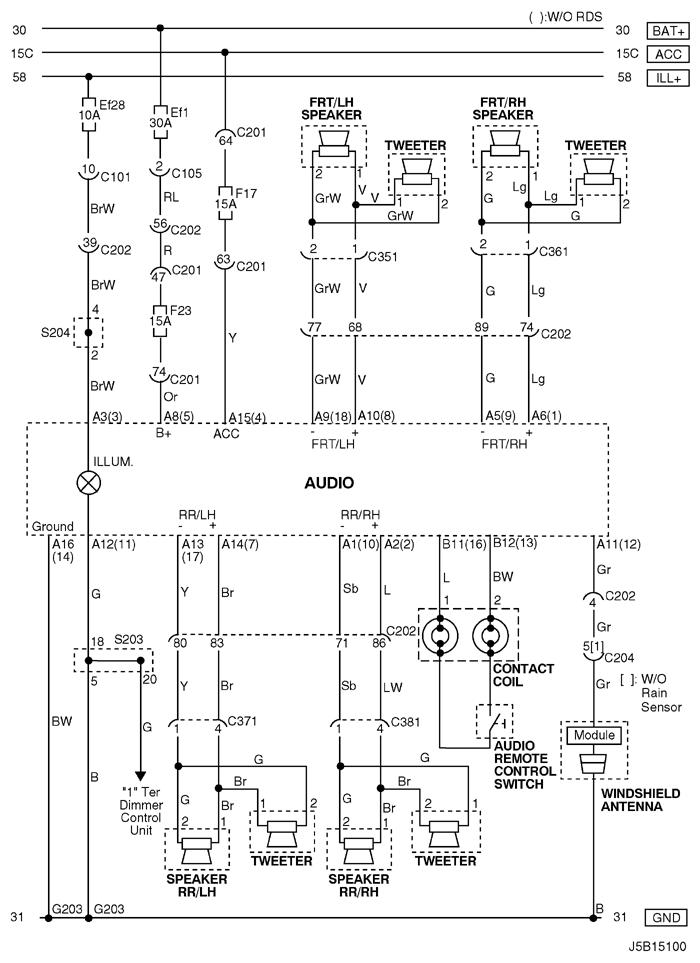 ( ):W/O RDS
30 30 BAT+
15C 15C ACC
58 58 ILL+
Ef28
10A
Ef1
30A
64 C201
F17
15A
63 C201
Y
10 C101
BrW
39 C202
BrW
4
S204
2
BrW
2 C105
RL
56 C202
R
47 C201
F23
15A
74 C201
Or
FRT/LH
SPEAKER
TWEETER
2 1
1 2
GrW V V
GrW
2 1 C351
GrW V
77 68
GrW V
FRT/RH
SPEAKER
TWEETER
2 1
1 2
G Lg Lg
G
2 1 C361
G Lg
89 74 C202
G Lg
A3(3) A8(5) A15(4) A9(18) A10(8) A5(9) A6(1)
B+ ACC - + - +
FRT/LH FRT/RH
ILLUM.
AUDIO
RR/LH RR/RH
- + - +
Ground
A16
(14)
A12(11)
A13
(17)
A14(7) A1(10) A2(2) B11(16) B12(13) A11(12)
G Y Br Sb L L BW Gr
1 2
4 C202
Gr
5[1]
C204
Gr
[ ]: W/O
Rain
Sensor
18 S203
5 20
80 83 71 86 C202
CONTACT
COIL
Y Br Sb LW
BW
G
B
1 4 C371
1 4 C381
AUDIO
REMOTE
CONTROL
SWITCH
Module
WINDSHIELD
ANTENNA
"1" Ter
Dimmer
Control
Unit
G Br
G Br
2 1
1 2
SPEAKER
RR/LH
TWEETER
G Br
G Br
2 1
2 1
SPEAKER
RR/RH
TWEETER
31 G203 G203 B 31 GND
J5B15100